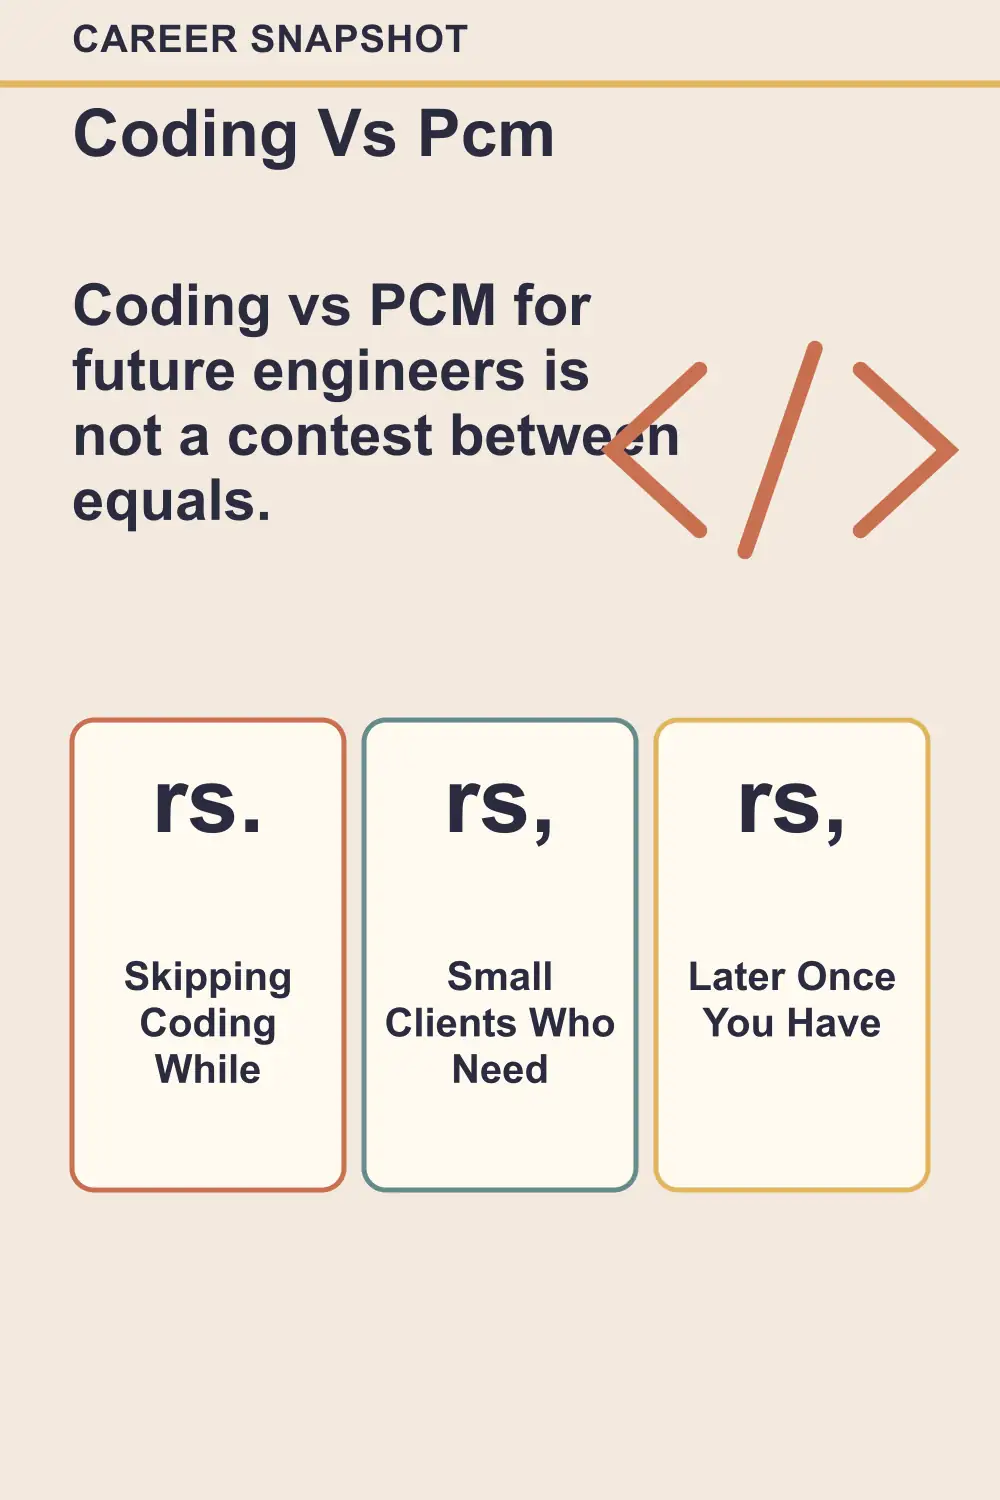 CAREER SNAPSHOT
Coding Vs Pcm
Coding vs PCM for
future engineers is
not a contest between
equals.
rs.
Skipping
Coding
While
rs,
Small
Clients Who
Need
rs,
Later Once
You Have